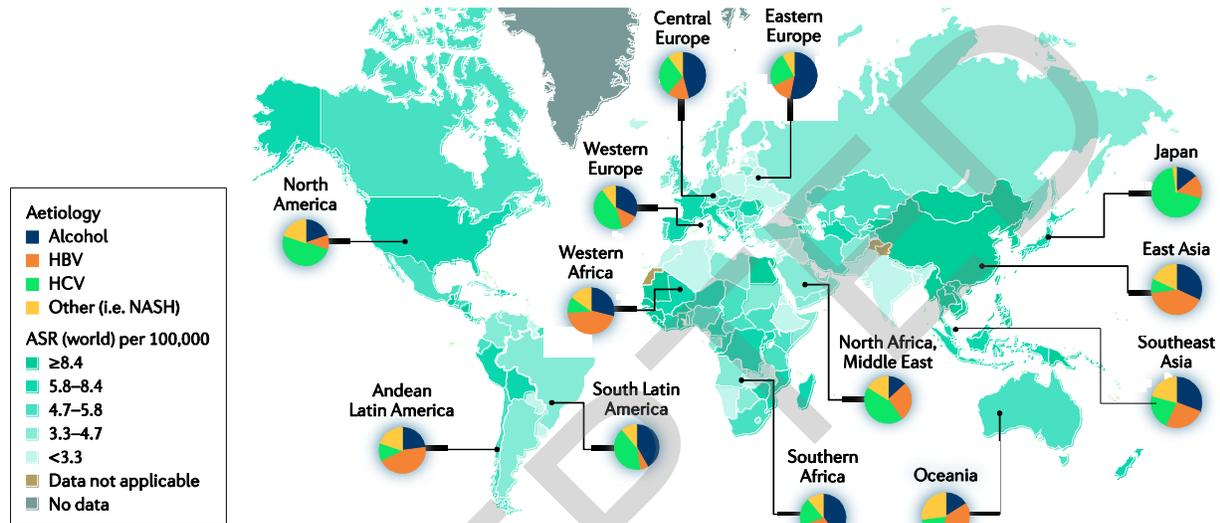 Central
Europe
Eastern
Europe
Western
Europe
Japan
North
America
Aetiology
Alcohol
HBV
HCV
Other (i.e. NASH)
ASR (world) per 100,000
≥8.4
5.8–8.4
4.7–5.8
3.3–4.7
<3.3
Data not applicable
No data
Western
Africa
East Asia
North Africa,
Middle East
Southeast
Asia
Andean
Latin America
South Latin
America
Southern
Africa
Oceania